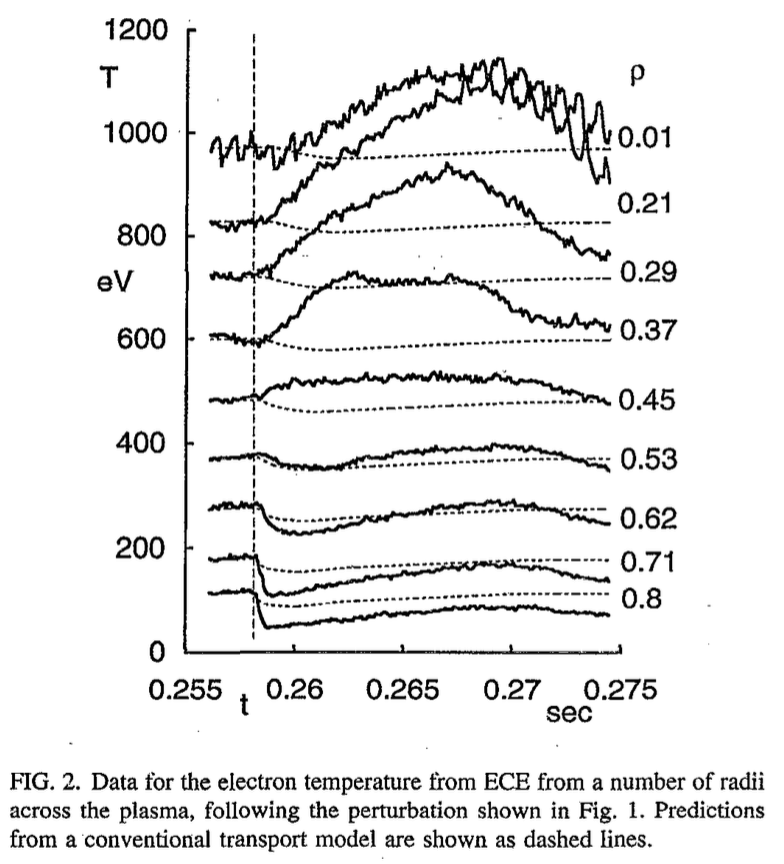 1200
T
ρ
1000
0.01
0.21
800
eV
0.29
0.37
600
0.45
400
0.53
0.62
200
0.71
0.8
0
0.255 0.26 0.265 0.27 0.275
t
sec
FIG. 2. Data for the electron temperature from ECE from a number of radii
across the plasma, following the perturbation shown in Fig. 1. Predictions
from a conventional transport model are shown as dashed lines.